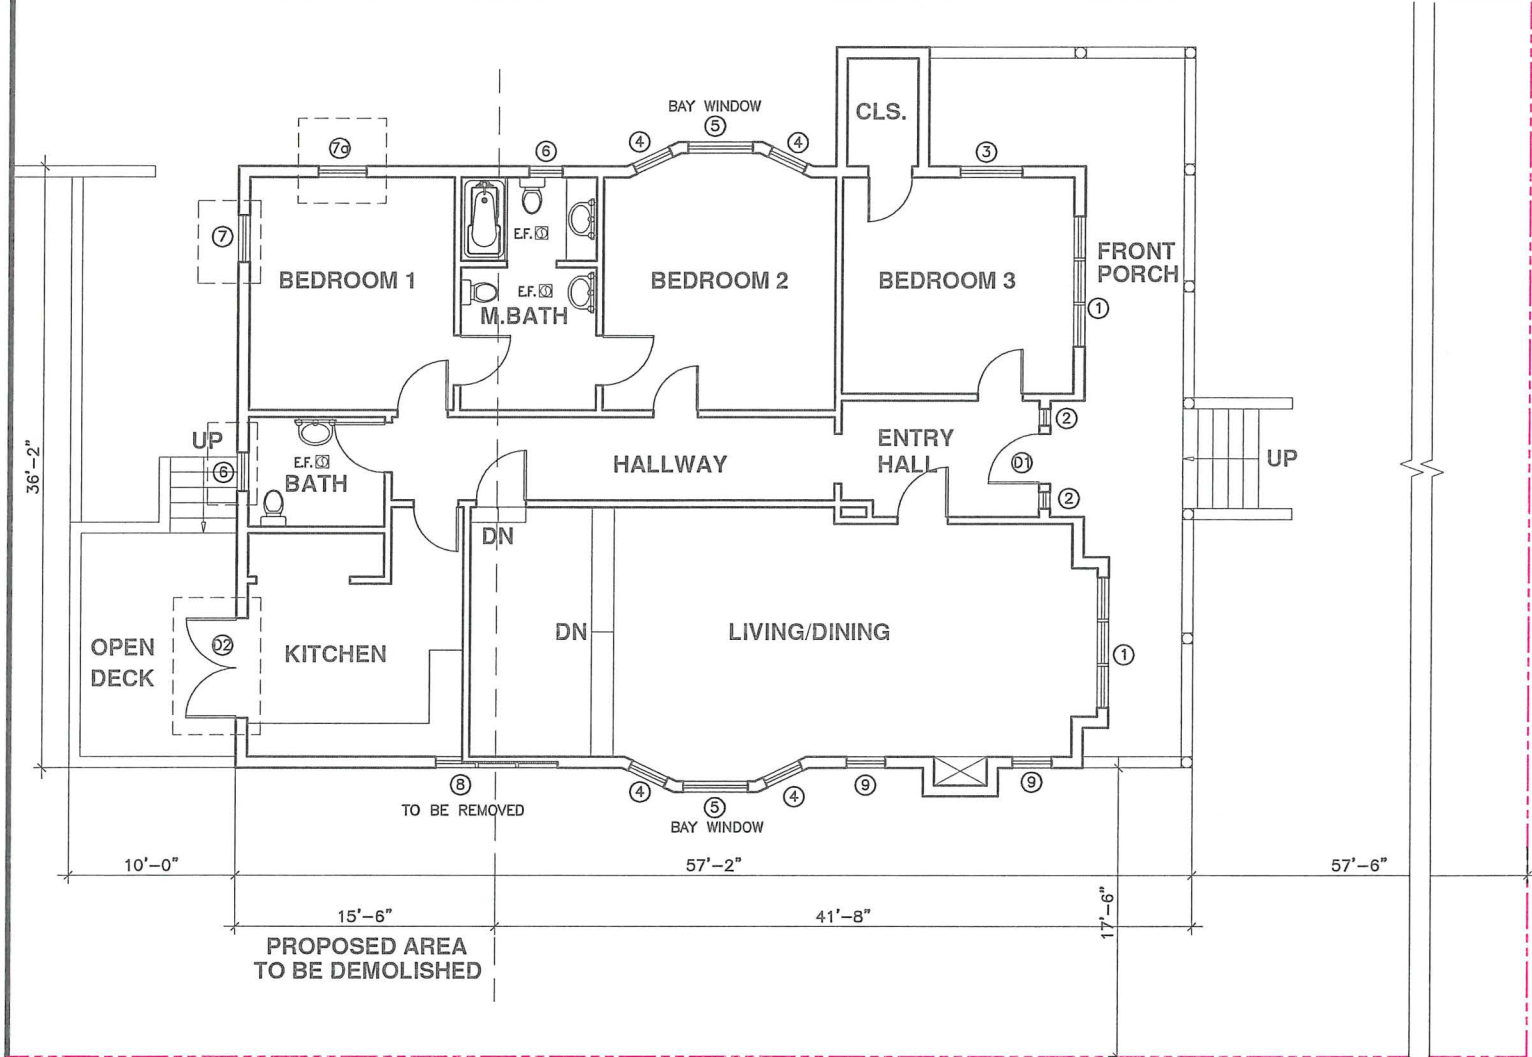 BAY WINDOW
5
4
4
CLS.
7a
6
3
7
E.F.
BEDROOM 1
E.F.
M.BATH
BEDROOM 2
BEDROOM 3
FRONT
PORCH
1
2
UP
6
E.F.
BATH
HALLWAY
ENTRY
HALL
D1
UP
2
36'-2"
DN
OPEN
DECK
D2
KITCHEN
DN
LIVING/DINING
1
8
TO BE REMOVED
4
5
4
BAY WINDOW
9
9
10'-0"
57'-2"
57'-6"
15'-6"
41'-8"
17'-6"
PROPOSED AREA
TO BE DEMOLISHED